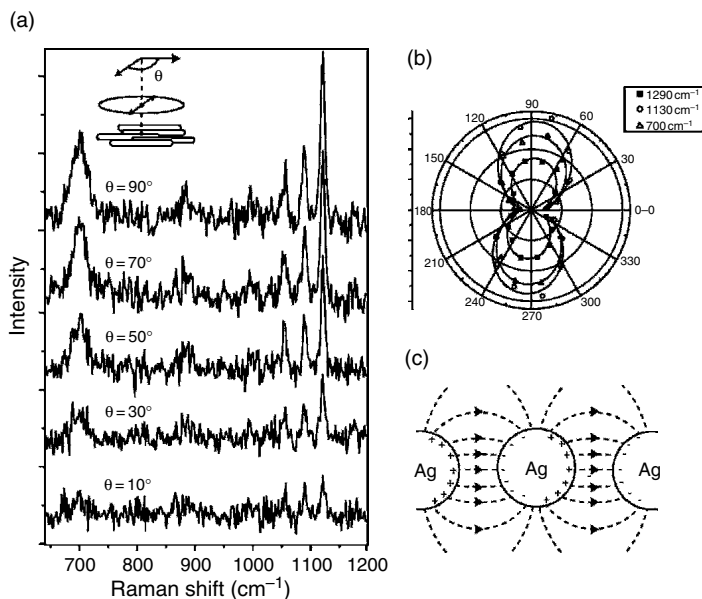 (a)
θ
θ = 90°
θ = 70°
θ = 50°
θ = 30°
θ = 10°
Intensity
700 800 900 1000 1100 1200
Raman shift (cm⁻¹)
(b)
■ 1290 cm⁻¹
○ 1130 cm⁻¹
△ 700 cm⁻¹
90
120 60
150 30
180 0–0
210 330
240 300
270
(c)
Ag Ag Ag